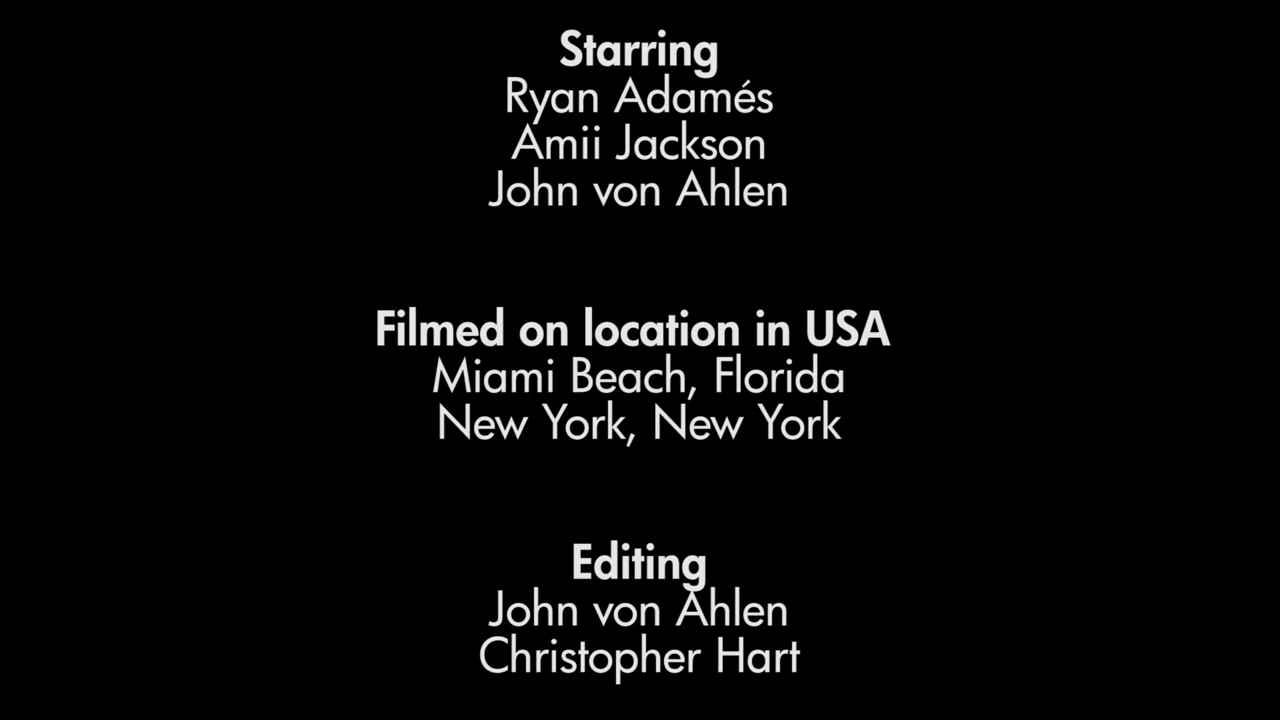 Starring
Ryan Adamés
Amii Jackson
John von Ahlen
Filmed on location in USA
Miami Beach, Florida
New York, New York
Editing
John von Ahlen
Christopher Hart